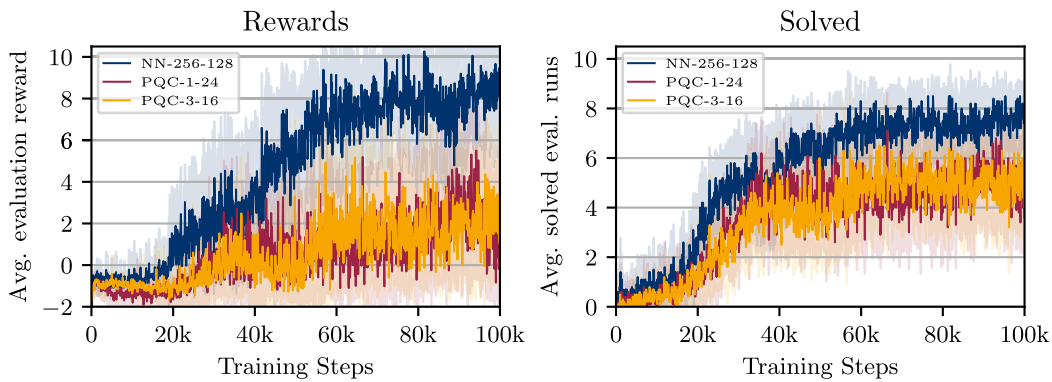 Rewards
Avg. evaluation reward
10
8
6
4
2
0
−2
NN-256-128
PQC-1-24
PQC-3-16
0
20k
40k
60k
80k
100k
Training Steps
Solved
Avg. solved eval. runs
10
8
6
4
2
0
NN-256-128
PQC-1-24
PQC-3-16
0
20k
40k
60k
80k
100k
Training Steps